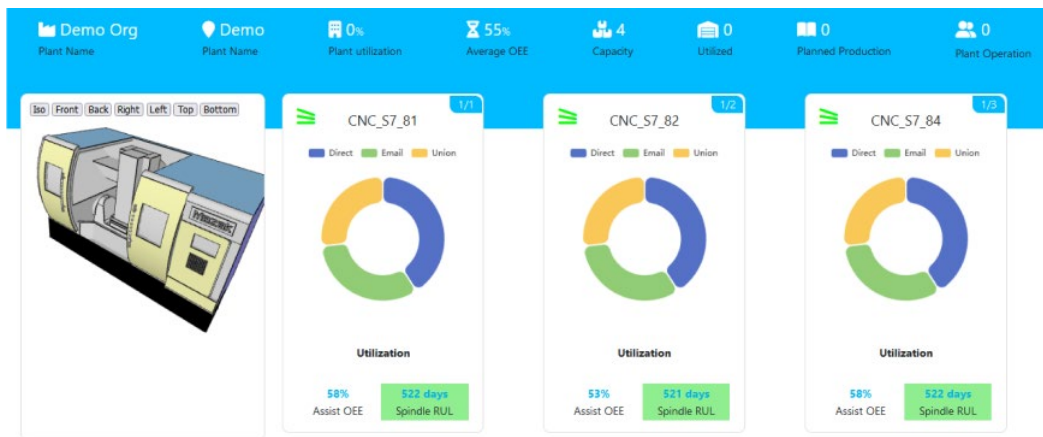 Demo Org
Plant Name
Demo
Plant Name
0%
Plant utilization
55%
Average OEE
4
Capacity
0
Utilized
0
Planned Production
0
Plant Operation
Iso Front Back Right Left Top Bottom
1/1
CNC_S7_81
Direct Email Union
Utilization
58%
Assist OEE
522 days
Spindle RUL
1/2
CNC_S7_82
Direct Email Union
Utilization
53%
Assist OEE
521 days
Spindle RUL
1/3
CNC_S7_84
Direct Email Union
Utilization
58%
Assist OEE
522 days
Spindle RUL